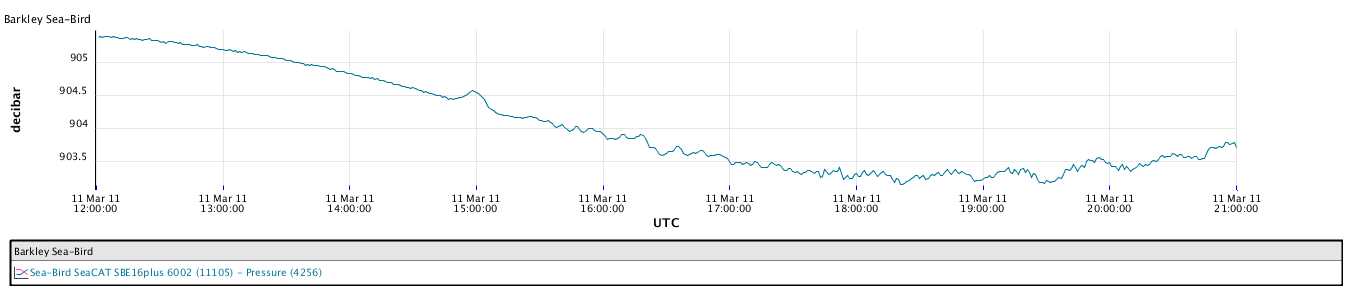 Barkley Sea-Bird
905
904.5
904
903.5
decibar
11 Mar 11 11 Mar 11 11 Mar 11 11 Mar 11 11 Mar 11 11 Mar 11 11 Mar 11 11 Mar 11 11 Mar 11 11 Mar 11
12:00:00 13:00:00 14:00:00 15:00:00 16:00:00 17:00:00 18:00:00 19:00:00 20:00:00 21:00:00
UTC
Barkley Sea-Bird
Sea-Bird SeaCAT SBE16plus 6002 (11105) - Pressure (4256)